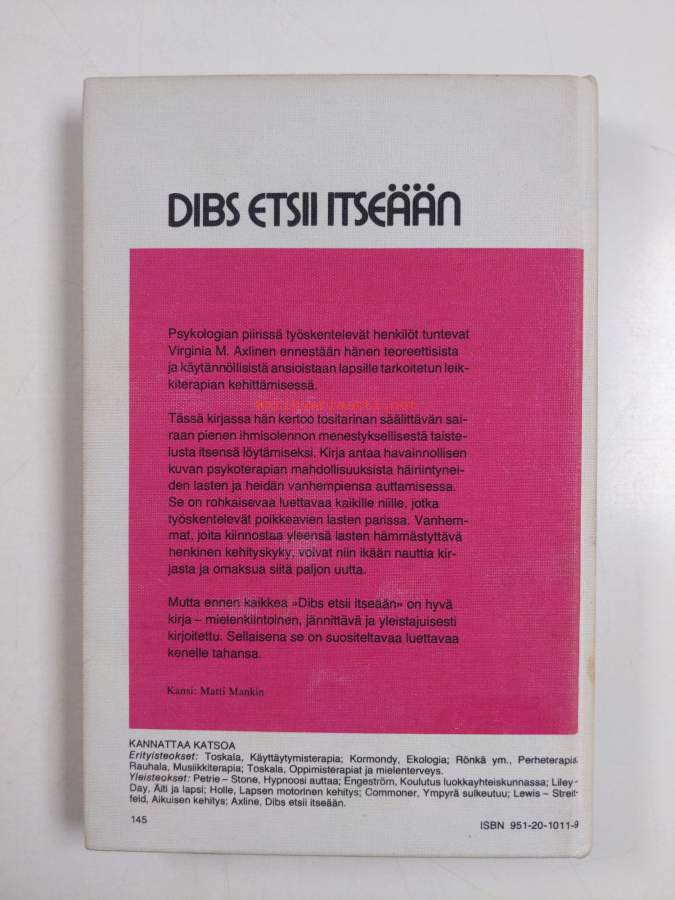 DIBS ETSII ITSEÄÄN
Psykologian piirissä työskentelevät henkilöt tuntevat
Virginia M. Axlinen ennestään hänen teoreettisista
ja käytännöllisistä ansioistaan lapsille tarkoitetun leik-
kiterapian kehittämisessä.
Tässä kirjassa hän kertoo tositarinan säälittävän sai-
raan pienen ihmisolennon menestyksellisestä taiste-
lusta itsensä löytämiseksi. Kirja antaa havainnollisen
kuvan psykoterapian mahdollisuuksista häiriintynei-
den lasten ja heidän vanhempiensa auttamisessa.
Se on rohkaisevaa luettavaa kaikille niille, jotka
työskentelevät poikkeavien lasten parissa. Vanhem-
mat, joita kiinnostaa yleensä lasten hämmästyttävä
henkinen kehityskyky, voivat niin ikään nauttia kir-
jasta ja omaksua siitä paljon uutta.
Mutta ennen kaikkea »Dibs etsii itseään» on hyvä
kirja – mielenkiintoinen, jännittävä ja yleistajuisesti
kirjoitettu. Sellaisena se on suositeltavaa luettavaa
kenelle tahansa.
Kansi: Matti Mankin
KANNATTAA KATSOA
Erityisteokset: Toskala, Käyttäytymisterapia; Kormondy, Ekologia; Rönkä ym., Perheterapia
Rauhala, Musiikkiterapia; Toskala, Oppimisterapiat ja mielenterveys.
Yleisteokset: Petrie – Stone, Hypnoosi auttaa; Engeström, Koulutus luokkayhteiskunnassa; Liley-
Day, Äiti ja lapsi; Holle, Lapsen motorinen kehitys; Commoner, Ympyrä sulkeutuu; Lewis – Streit-
feld, Aikuisen kehitys; Axline, Dibs etsii itseään.
145
ISBN 951-20-1011-9